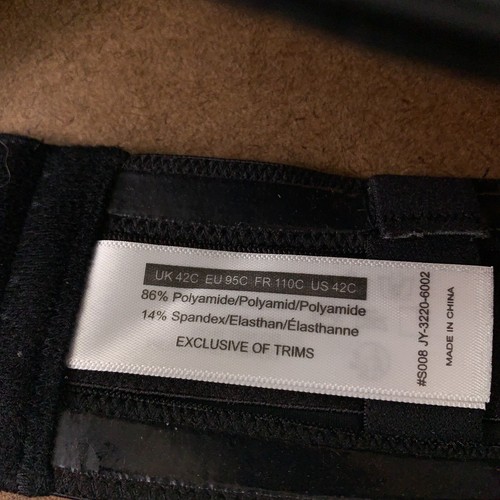 UK 42C EU 95C FR 110C US 42C
86% Polyamide/Polyamid/Polyamide
14% Spandex/Elasthan/Élasthanne
EXCLUSIVE OF TRIMS
#S008 JY-3220-6002
MADE IN CHINA